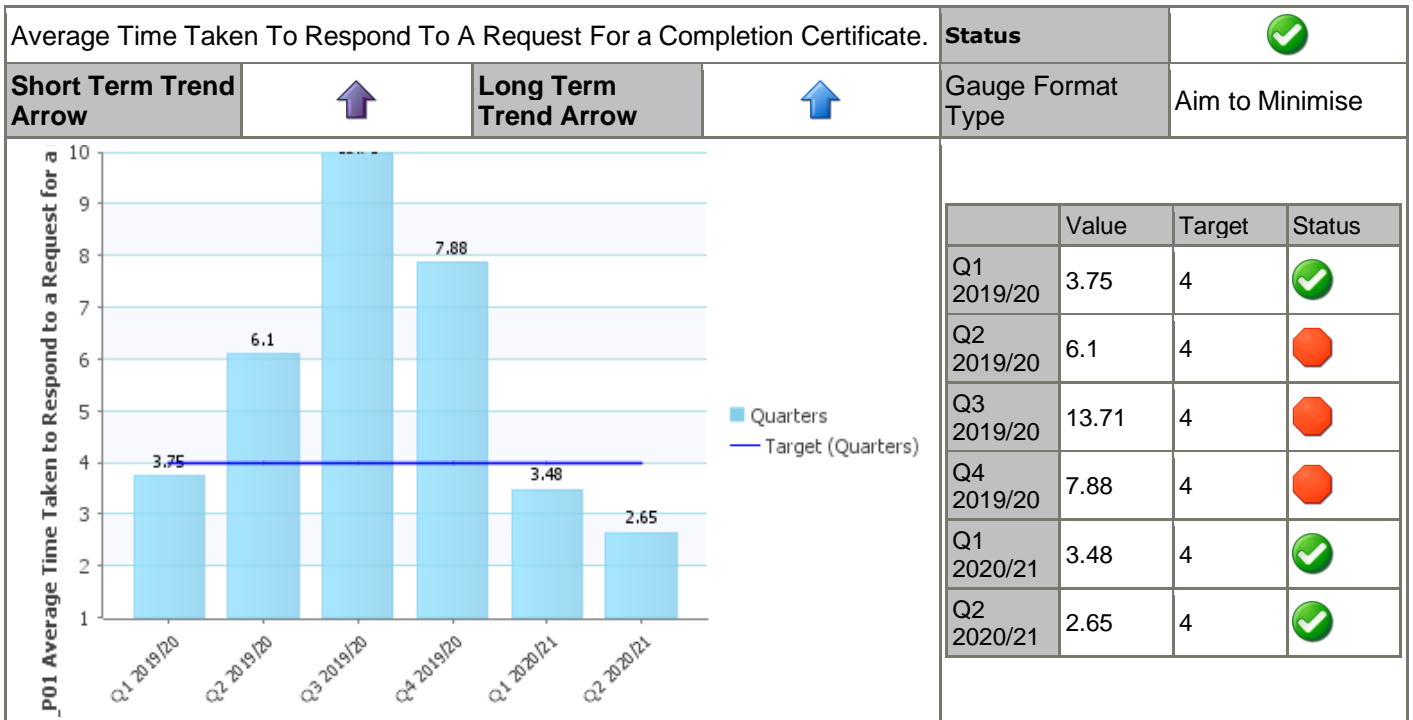 Average Time Taken To Respond To A Request For a Completion Certificate.
Status
Short Term Trend
Arrow
Long Term
Trend Arrow
Gauge Format
Type
Aim to Minimise
_P01 Average Time Taken to Respond to a Request for a
10
9
8
7
6
5
4
3
2
1
3.75
6.1
7.88
3.48
2.65
Q1 2019/20
Q2 2019/20
Q3 2019/20
Q4 2019/20
Q1 2020/21
Q2 2020/21
Quarters
Target (Quarters)
Value Target Status
Q1
2019/20
3.75 4
Q2
2019/20
6.1 4
Q3
2019/20
13.71 4
Q4
2019/20
7.88 4
Q1
2020/21
3.48 4
Q2
2020/21
2.65 4